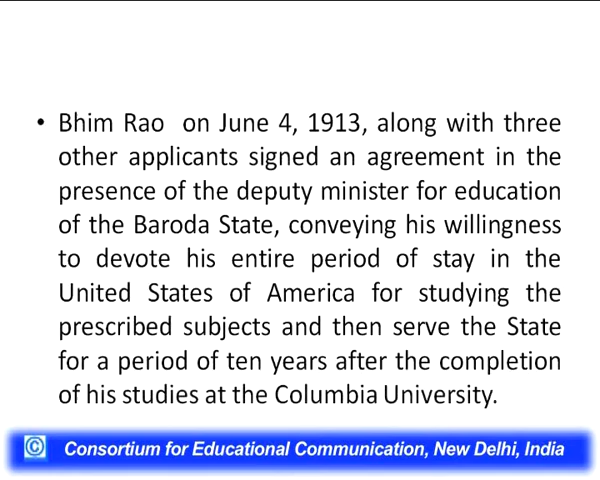 • Bhim Rao on June 4, 1913, along with three
other applicants signed an agreement in the
presence of the deputy minister for education
of the Baroda State, conveying his willingness
to devote his entire period of stay in the
United States of America for studying the
prescribed subjects and then serve the State
for a period of ten years after the completion
of his studies at the Columbia University.
© Consortium for Educational Communication, New Delhi, India